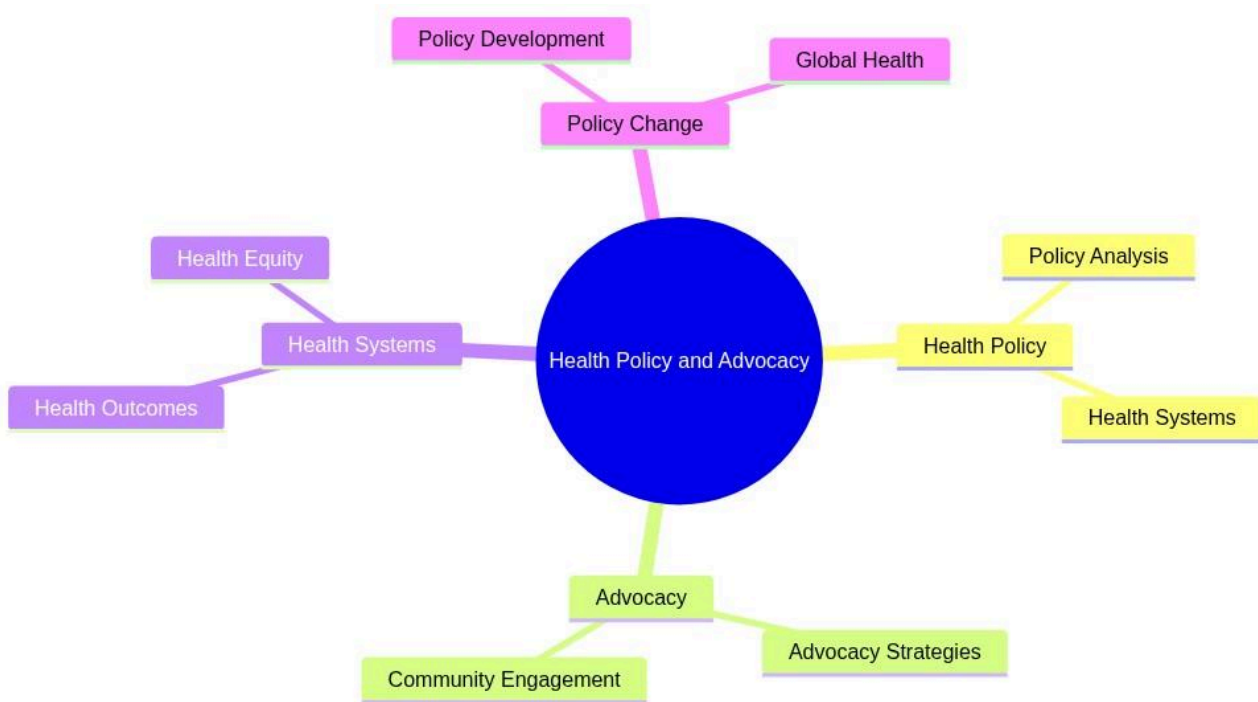 Policy Development
Global Health
Policy Change
Health Equity
Policy Analysis
Health Systems
Health Policy and Advocacy
Health Policy
Health Outcomes
Health Systems
Advocacy
Advocacy Strategies
Community Engagement